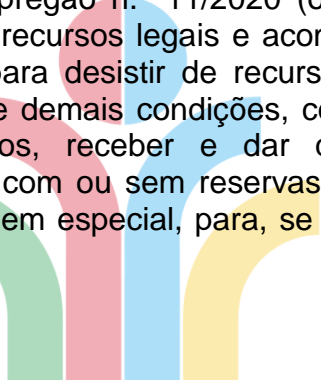 pregão n.º 11/2020 (o
recursos legais e acor
para desistir de recurs
e demais condições, co
os, receber e dar c
com ou sem reservas
em especial, para, se